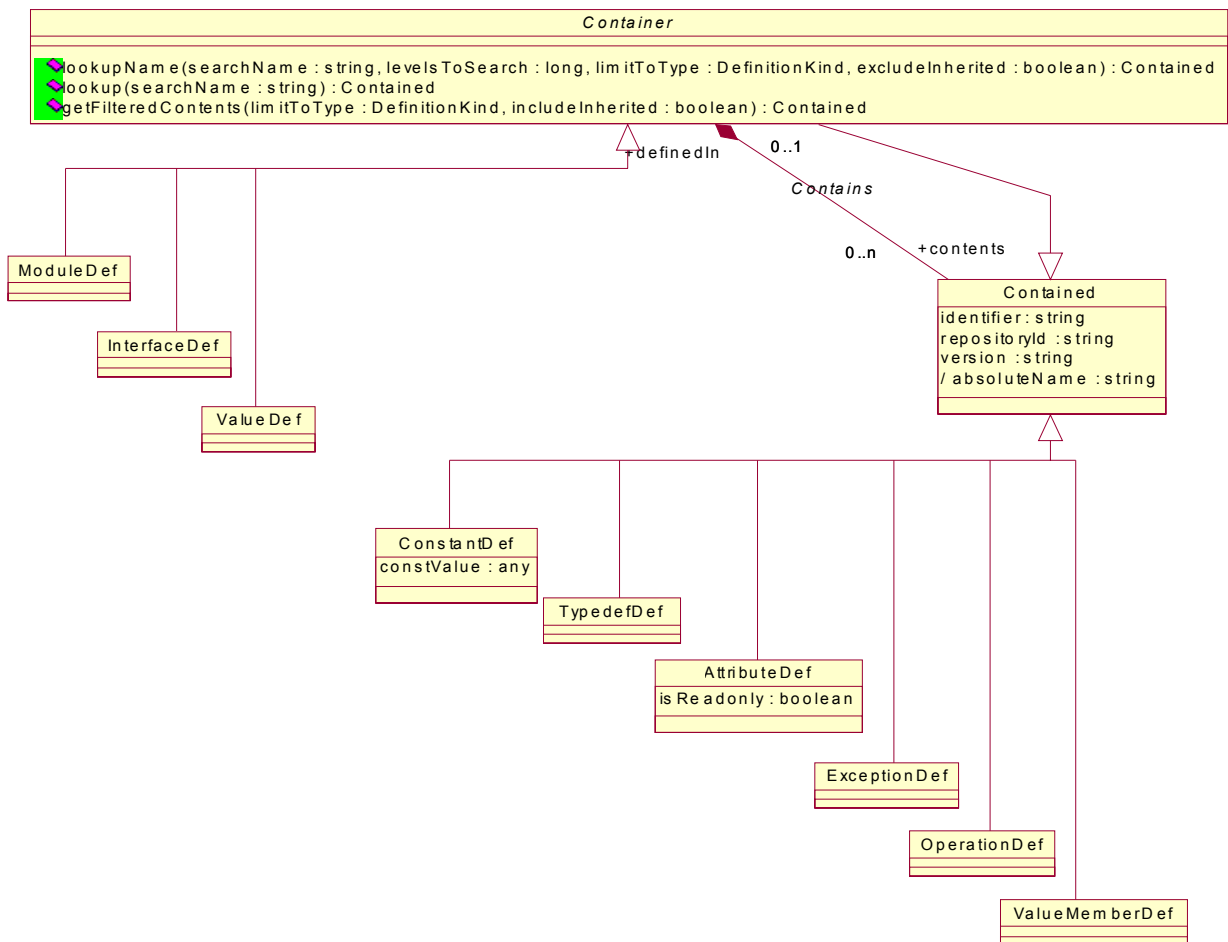 Container
lookupName(searchName : string, levelsToSearch : long, limitToType : DefinitionKind, excludeInherited : boolean) : Contained
lookup(searchName : string) : Contained
getFilteredContents(limitToType : DefinitionKind, includeInherited : boolean) : Contained
+definedIn
0..1
Contains
0..n
+contents
ModuleDef
InterfaceDef
ValueDef
Contained
identifier : string
repositoryId : string
version : string
/ absoluteName : string
ConstantDef
constValue : any
TypedefDef
AttributeDef
isReadonly : boolean
ExceptionDef
OperationDef
ValueMemberDef